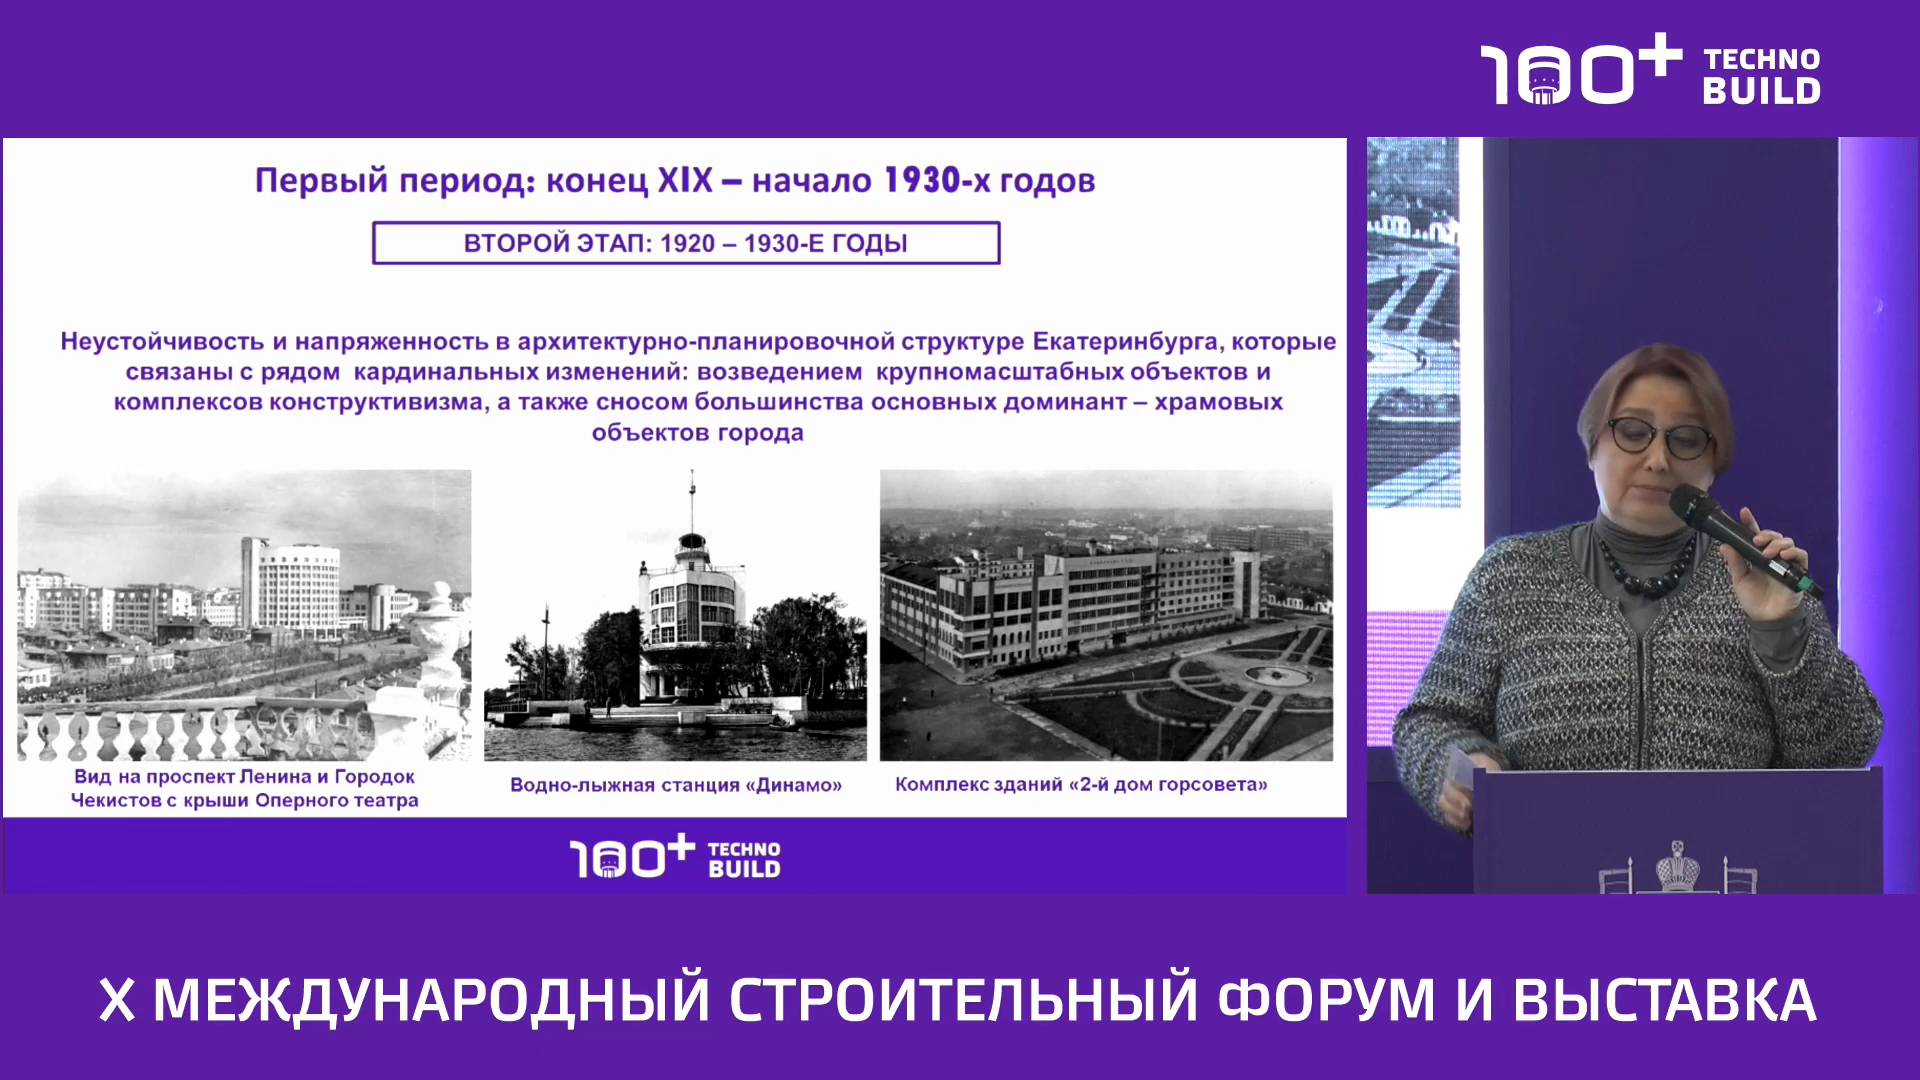 100+ TECHNO
BUILD
Первый период: конец XIX – начало 1930-х годов
ВТОРОЙ ЭТАП: 1920 – 1930-Е ГОДЫ
Неустойчивость и напряженность в архитектурно-планировочной структуре Екатеринбурга, которые
связаны с рядом кардинальных изменений: возведением крупномасштабных объектов и
комплексов конструктивизма, а также сносом большинства основных доминант – храмовых
объектов города
Вид на проспект Ленина и Городок
Чекистов с крыши Оперного театра
Водно-лыжная станция «Динамо»
Комплекс зданий «2-й дом горсовета»
100+ TECHNO
BUILD
X МЕЖДУНАРОДНЫЙ СТРОИТЕЛЬНЫЙ ФОРУМ И ВЫСТАВКА